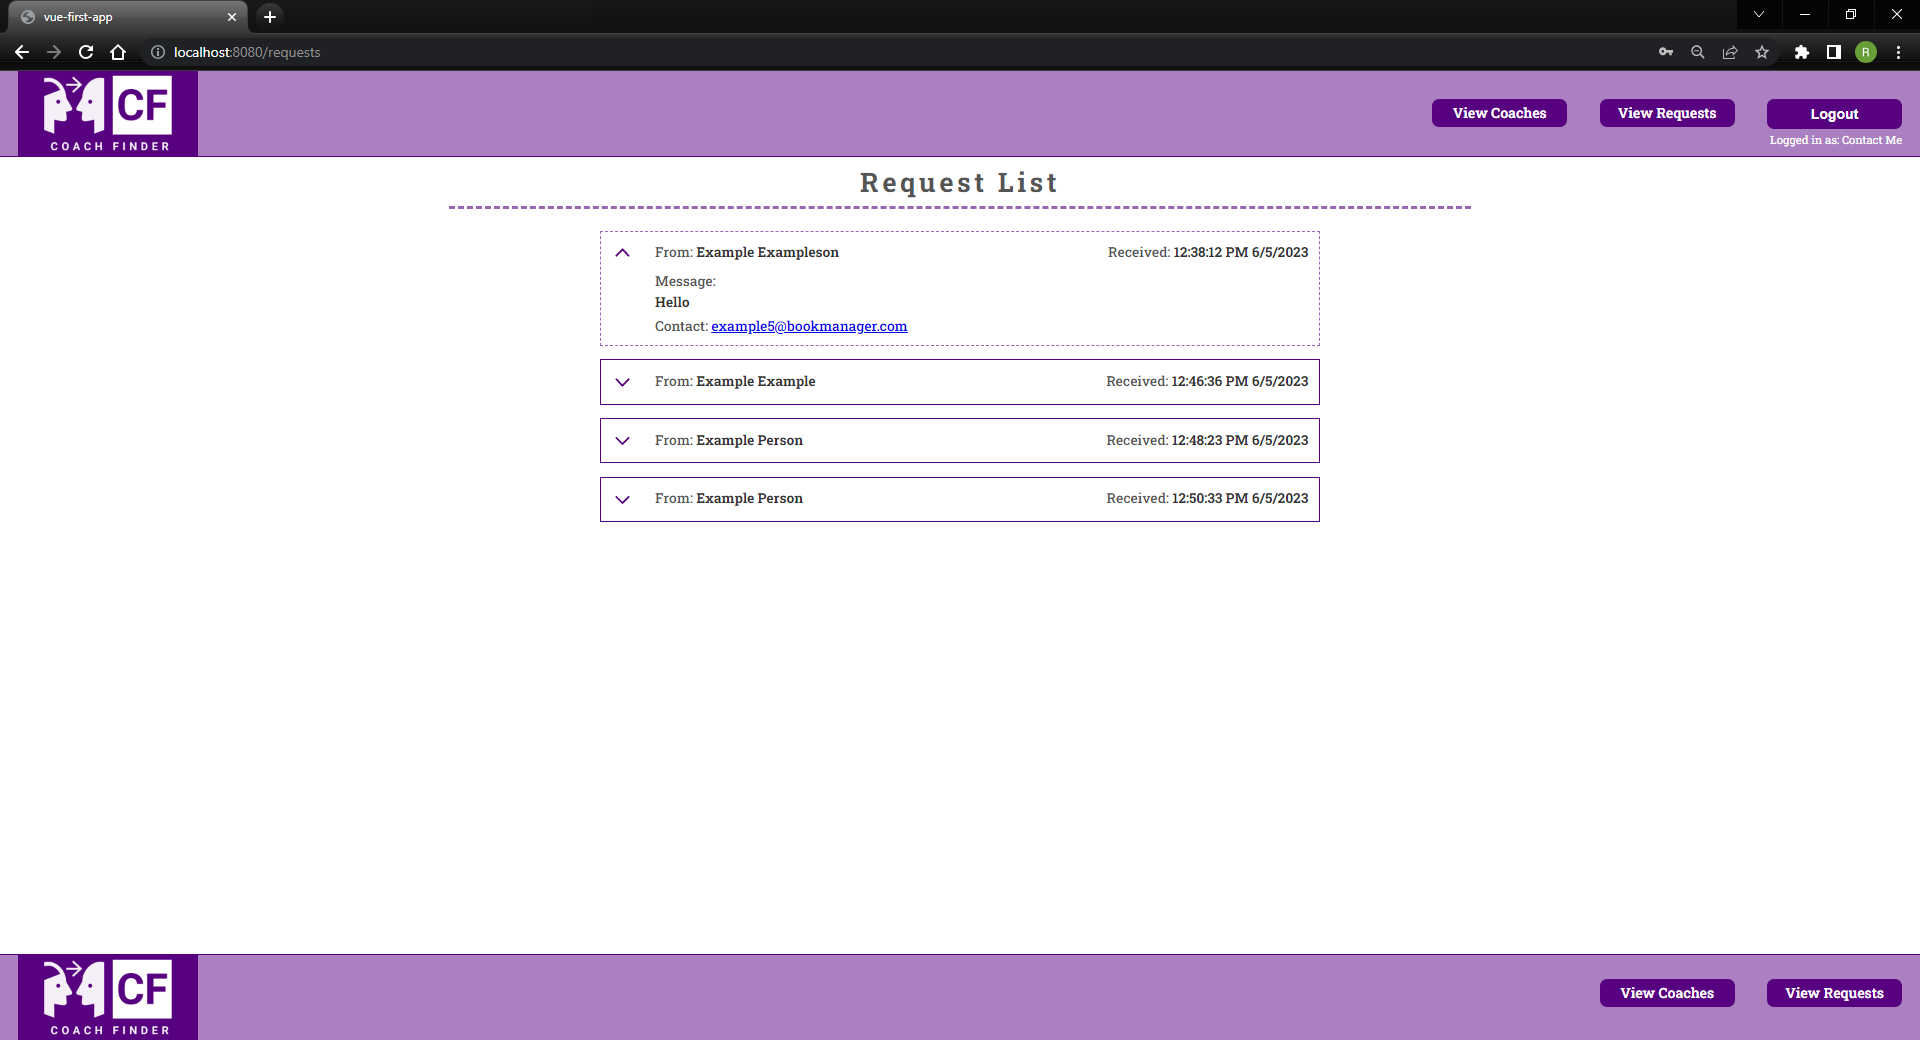 vue-first-app
localhost:8080/requests
R
CF
COACH FINDER
View Coaches
View Requests
Logout
Logged in as: Contact Me
Request List
From: Example Exampleson Received: 12:38:12 PM 6/5/2023
Message:
Hello
Contact: example5@bookmanager.com
From: Example Example Received: 12:46:36 PM 6/5/2023
From: Example Person Received: 12:48:23 PM 6/5/2023
From: Example Person Received: 12:50:33 PM 6/5/2023
CF
COACH FINDER
View Coaches
View Requests